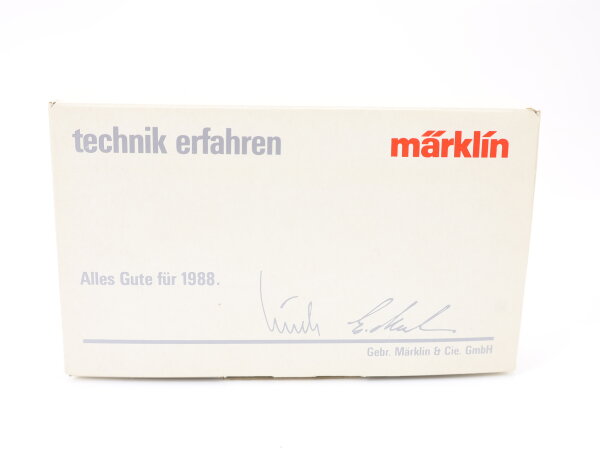 technik erfahren märklin
Alles Gute für 1988.
Gebr. Märklin & Cie. GmbH